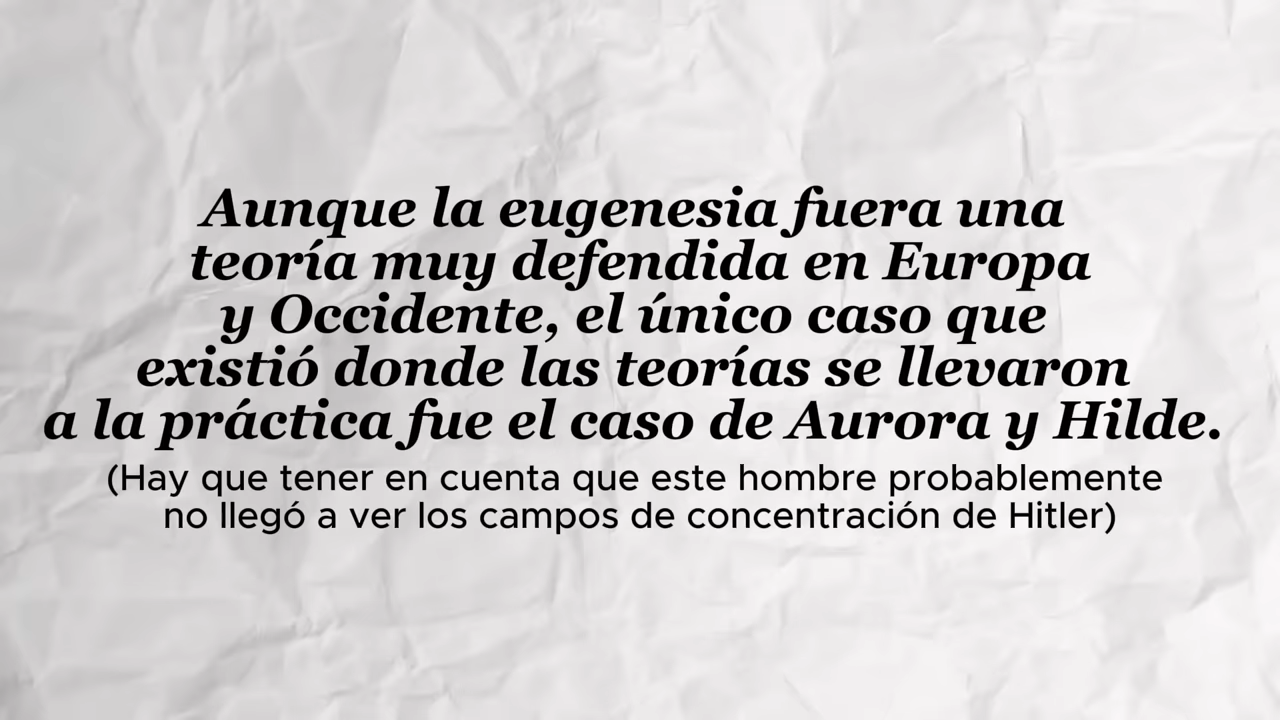 Aunque la eugenesia fuera una
teoría muy defendida en Europa
y Occidente, el único caso que
existió donde las teorías se llevaron
a la práctica fue el caso de Aurora y Hilde.
(Hay que tener en cuenta que este hombre probablemente
no llegó a ver los campos de concentración de Hitler)